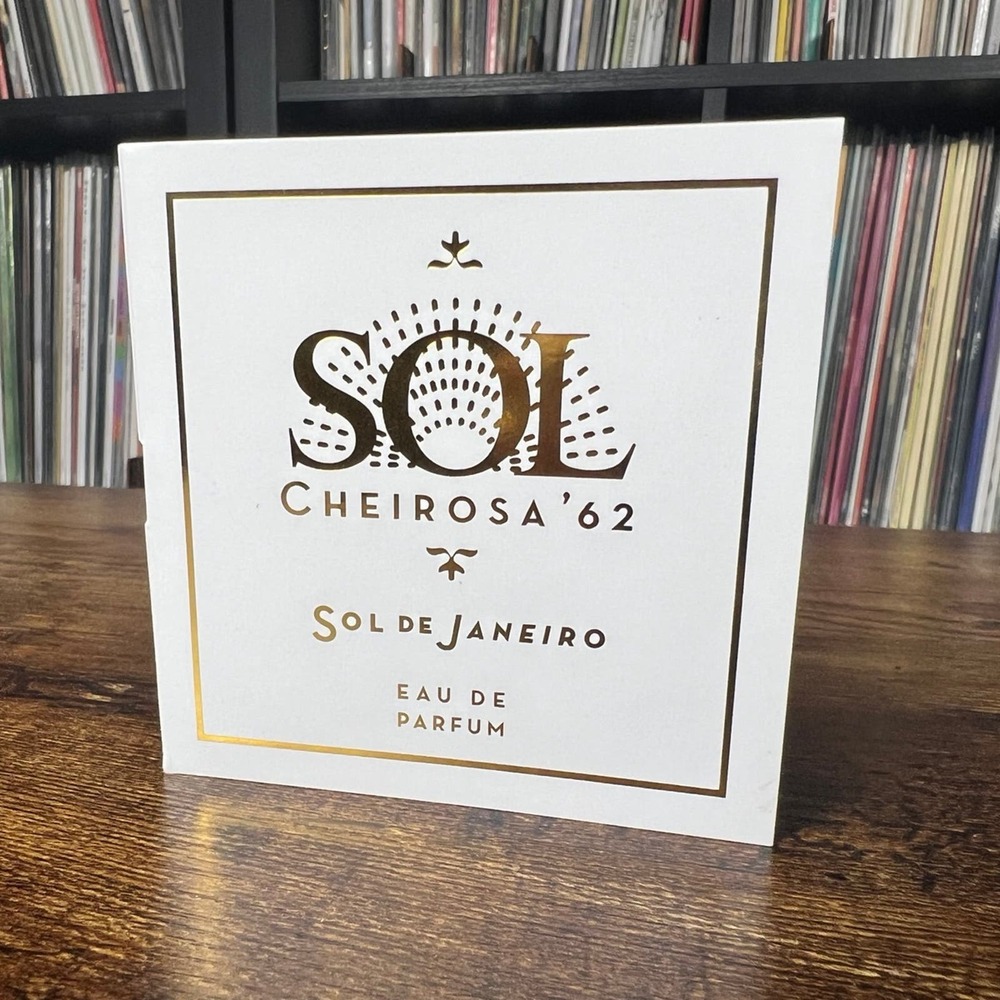 SOL
CHEIROSA '62
SOL DE JANEIRO
EAU DE
PARFUM